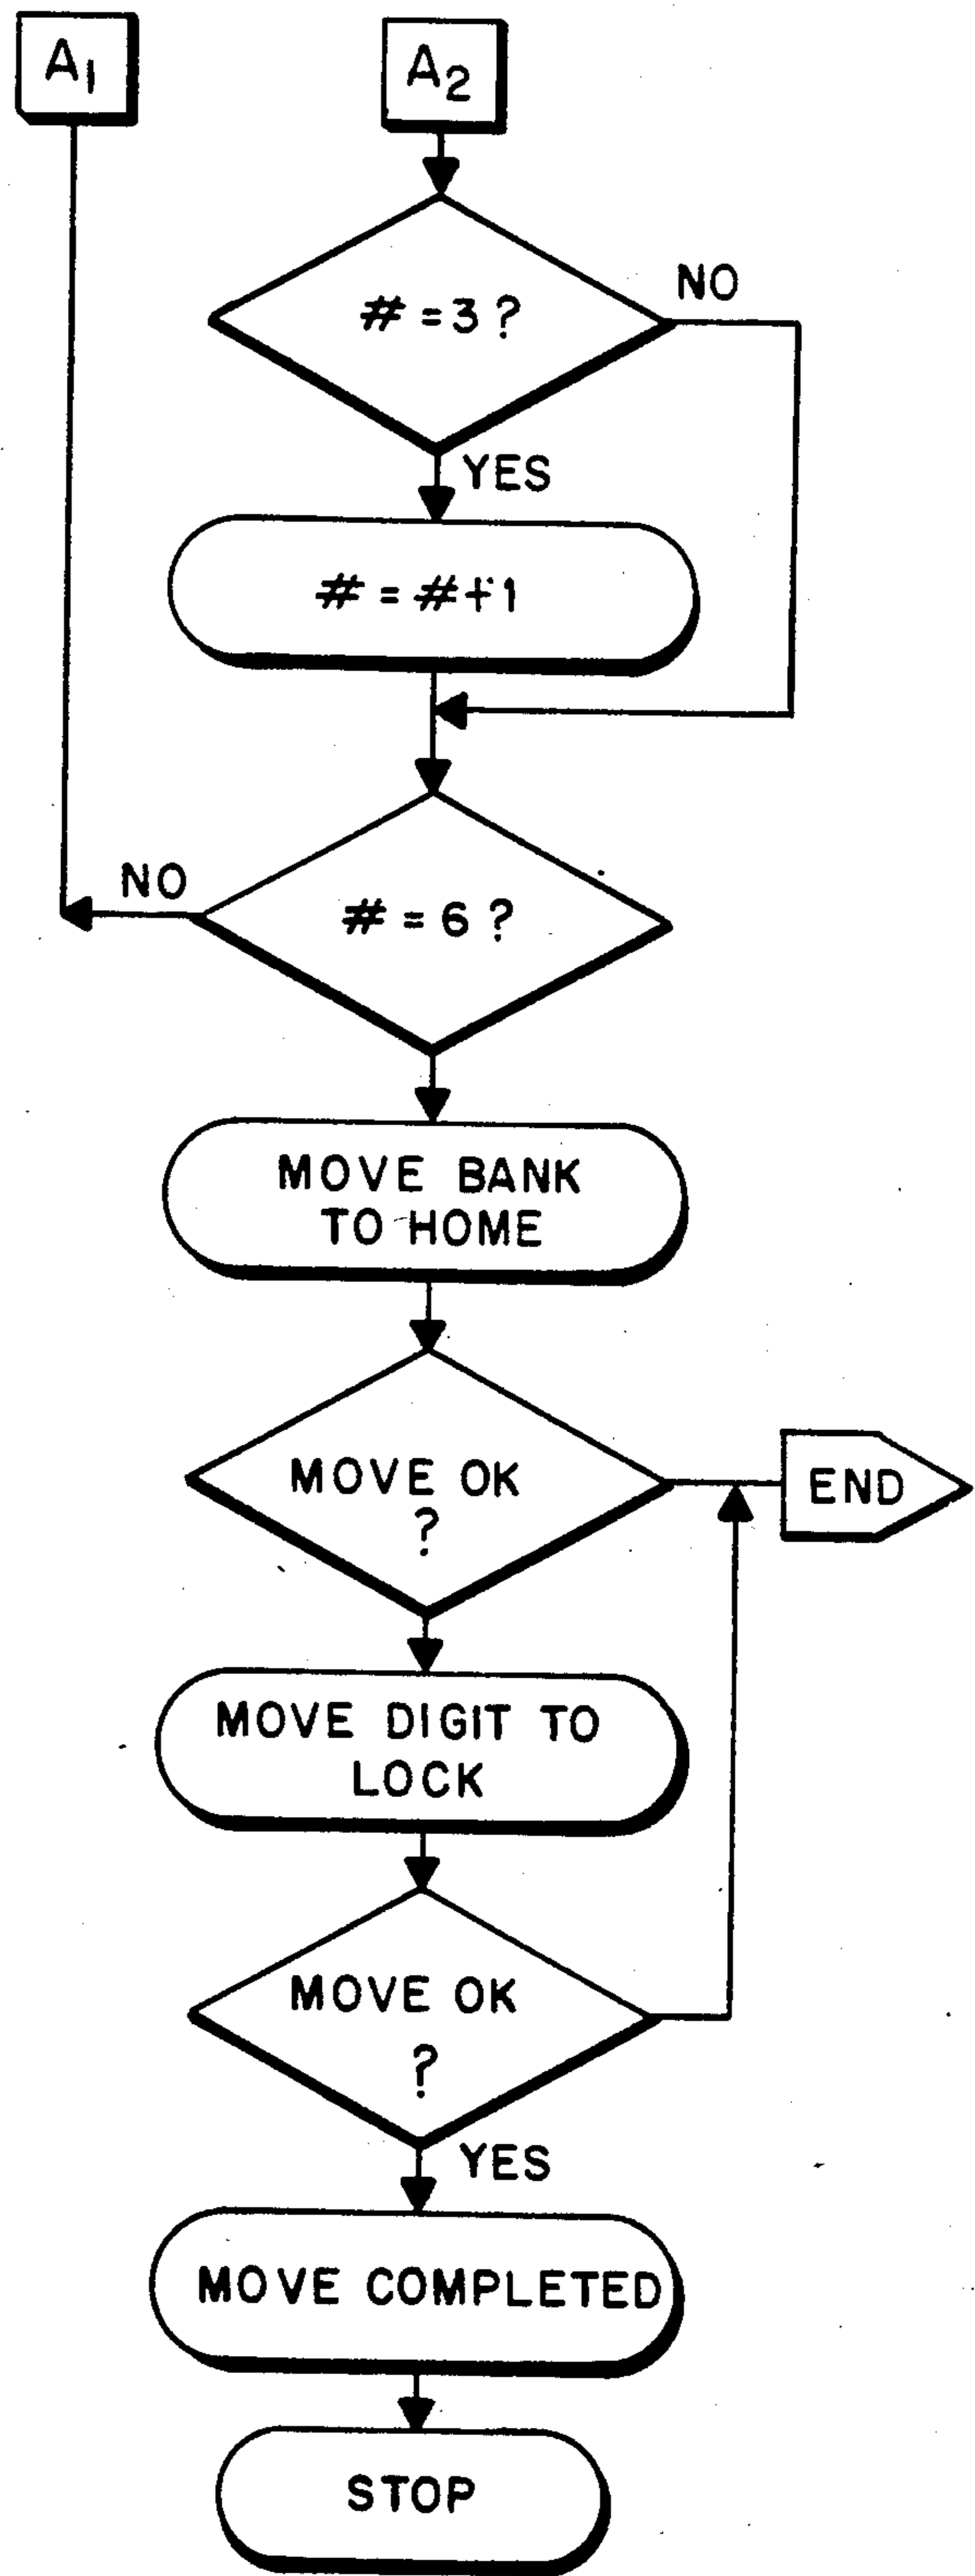 A1
A2
# = 3 ?
NO
YES
# = #+1
NO
# = 6 ?
MOVE BANK
TO HOME
MOVE OK
?
END
MOVE DIGIT TO
LOCK
MOVE OK
?
YES
MOVE COMPLETED
STOP